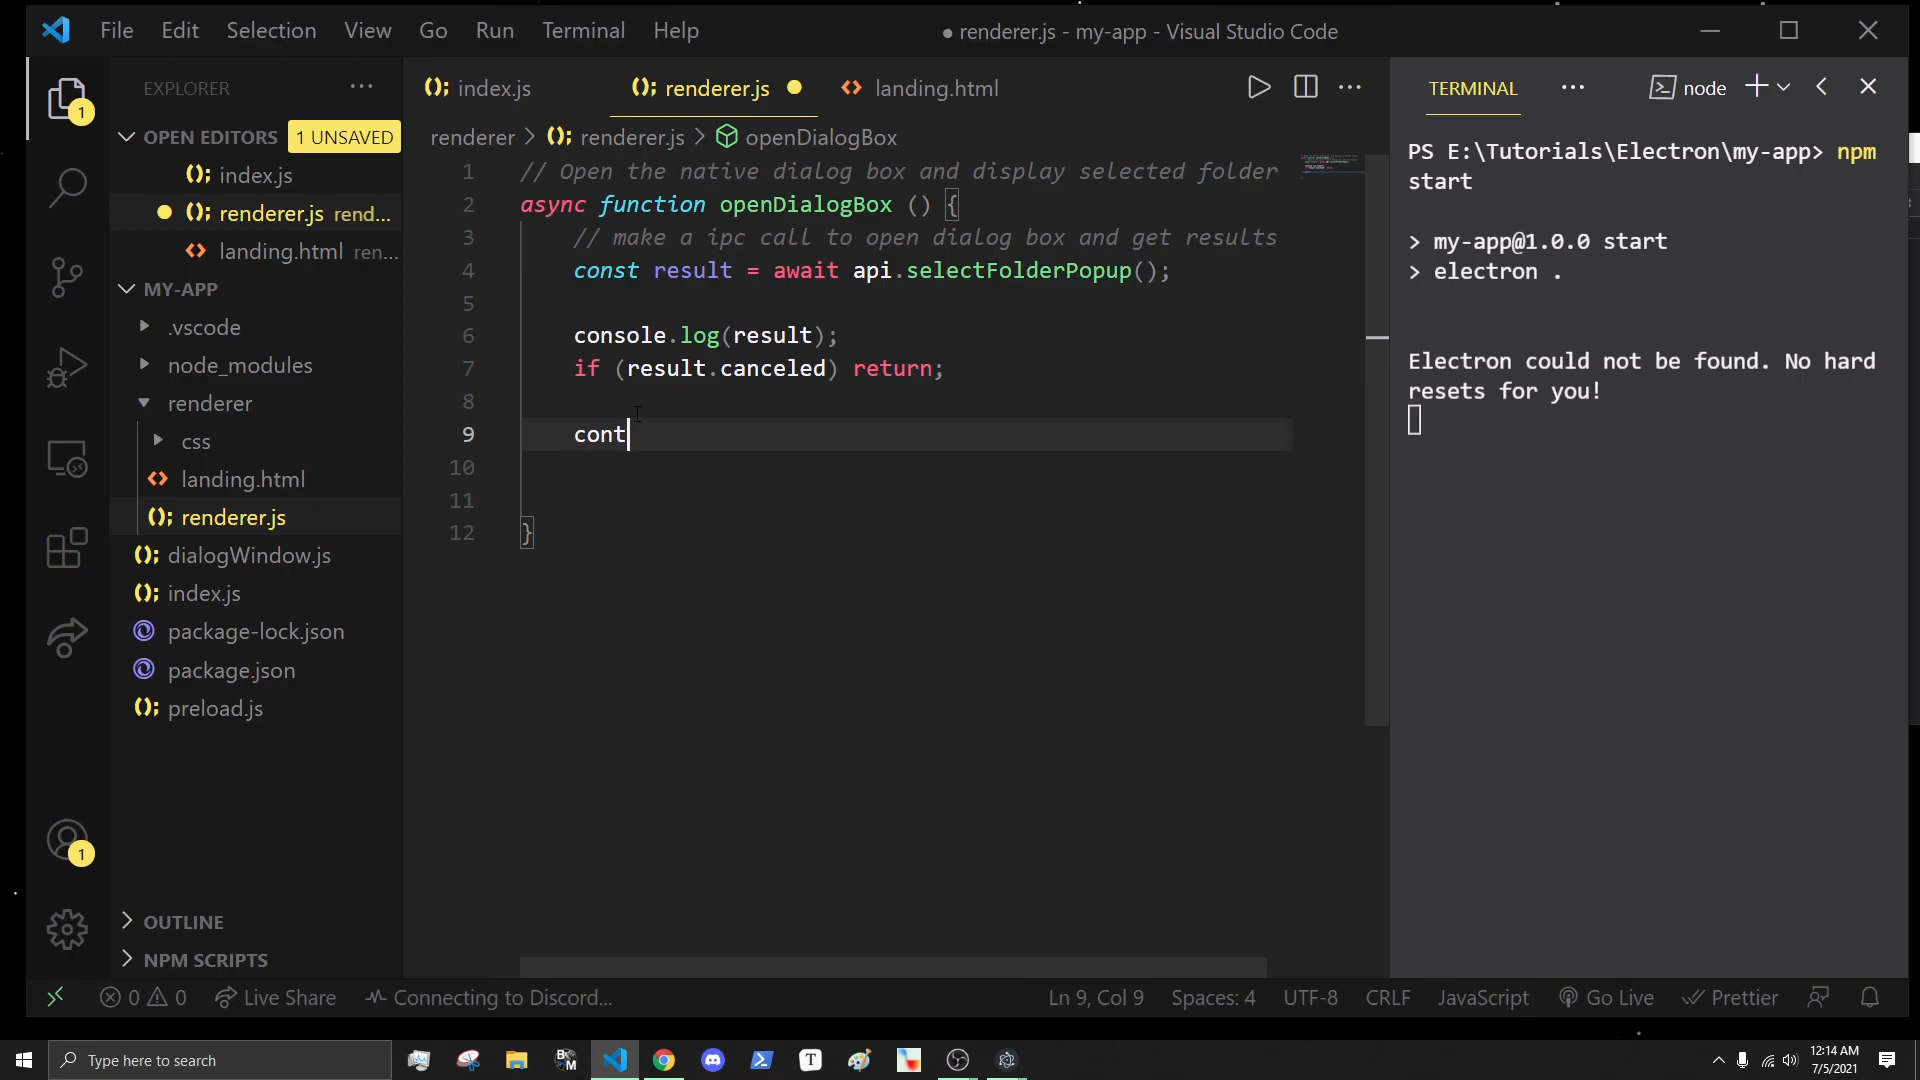 File Edit Selection View Go Run Terminal Help
● renderer.js - my-app - Visual Studio Code
EXPLORER
OPEN EDITORS 1 UNSAVED
index.js
renderer.js rend...
landing.html ren...
MY-APP
.vscode
node_modules
renderer
css
landing.html
renderer.js
dialogWindow.js
index.js
package-lock.json
package.json
preload.js
OUTLINE
NPM SCRIPTS
1
1
index.js renderer.js landing.html
renderer > renderer.js > openDialogBox
1 // Open the native dialog box and display selected folder
2 async function openDialogBox () {
3 // make a ipc call to open dialog box and get results
4 const result = await api.selectFolderPopup();
5
6 console.log(result);
7 if (result.canceled) return;
8
9 cont
10
11
12 }
TERMINAL node
PS E:\Tutorials\Electron\my-app> npm
start
> my-app@1.0.0 start
> electron .
Electron could not be found. No hard
resets for you!
0 0 Live Share Connecting to Discord... Ln 9, Col 9 Spaces: 4 UTF-8 CRLF JavaScript Go Live Prettier
Type here to search
12:14 AM
7/5/2021